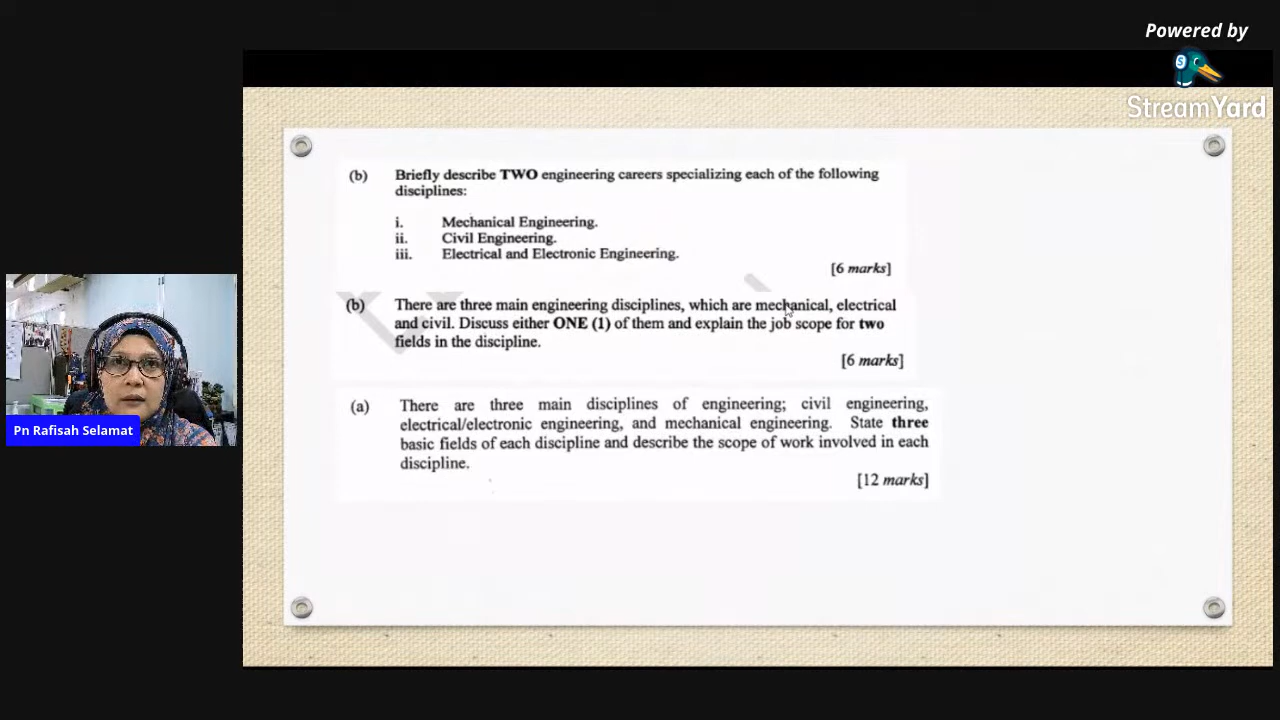 Powered by
StreamYard
(b) Briefly describe TWO engineering careers specializing each of the following
disciplines:
i. Mechanical Engineering.
ii. Civil Engineering.
iii. Electrical and Electronic Engineering.
[6 marks]
(b) There are three main engineering disciplines, which are mechanical, electrical
and civil. Discuss either ONE (1) of them and explain the job scope for two
fields in the discipline.
[6 marks]
(a) There are three main disciplines of engineering; civil engineering,
electrical/electronic engineering, and mechanical engineering. State three
basic fields of each discipline and describe the scope of work involved in each
discipline.
[12 marks]
Pn Rafisah Selamat